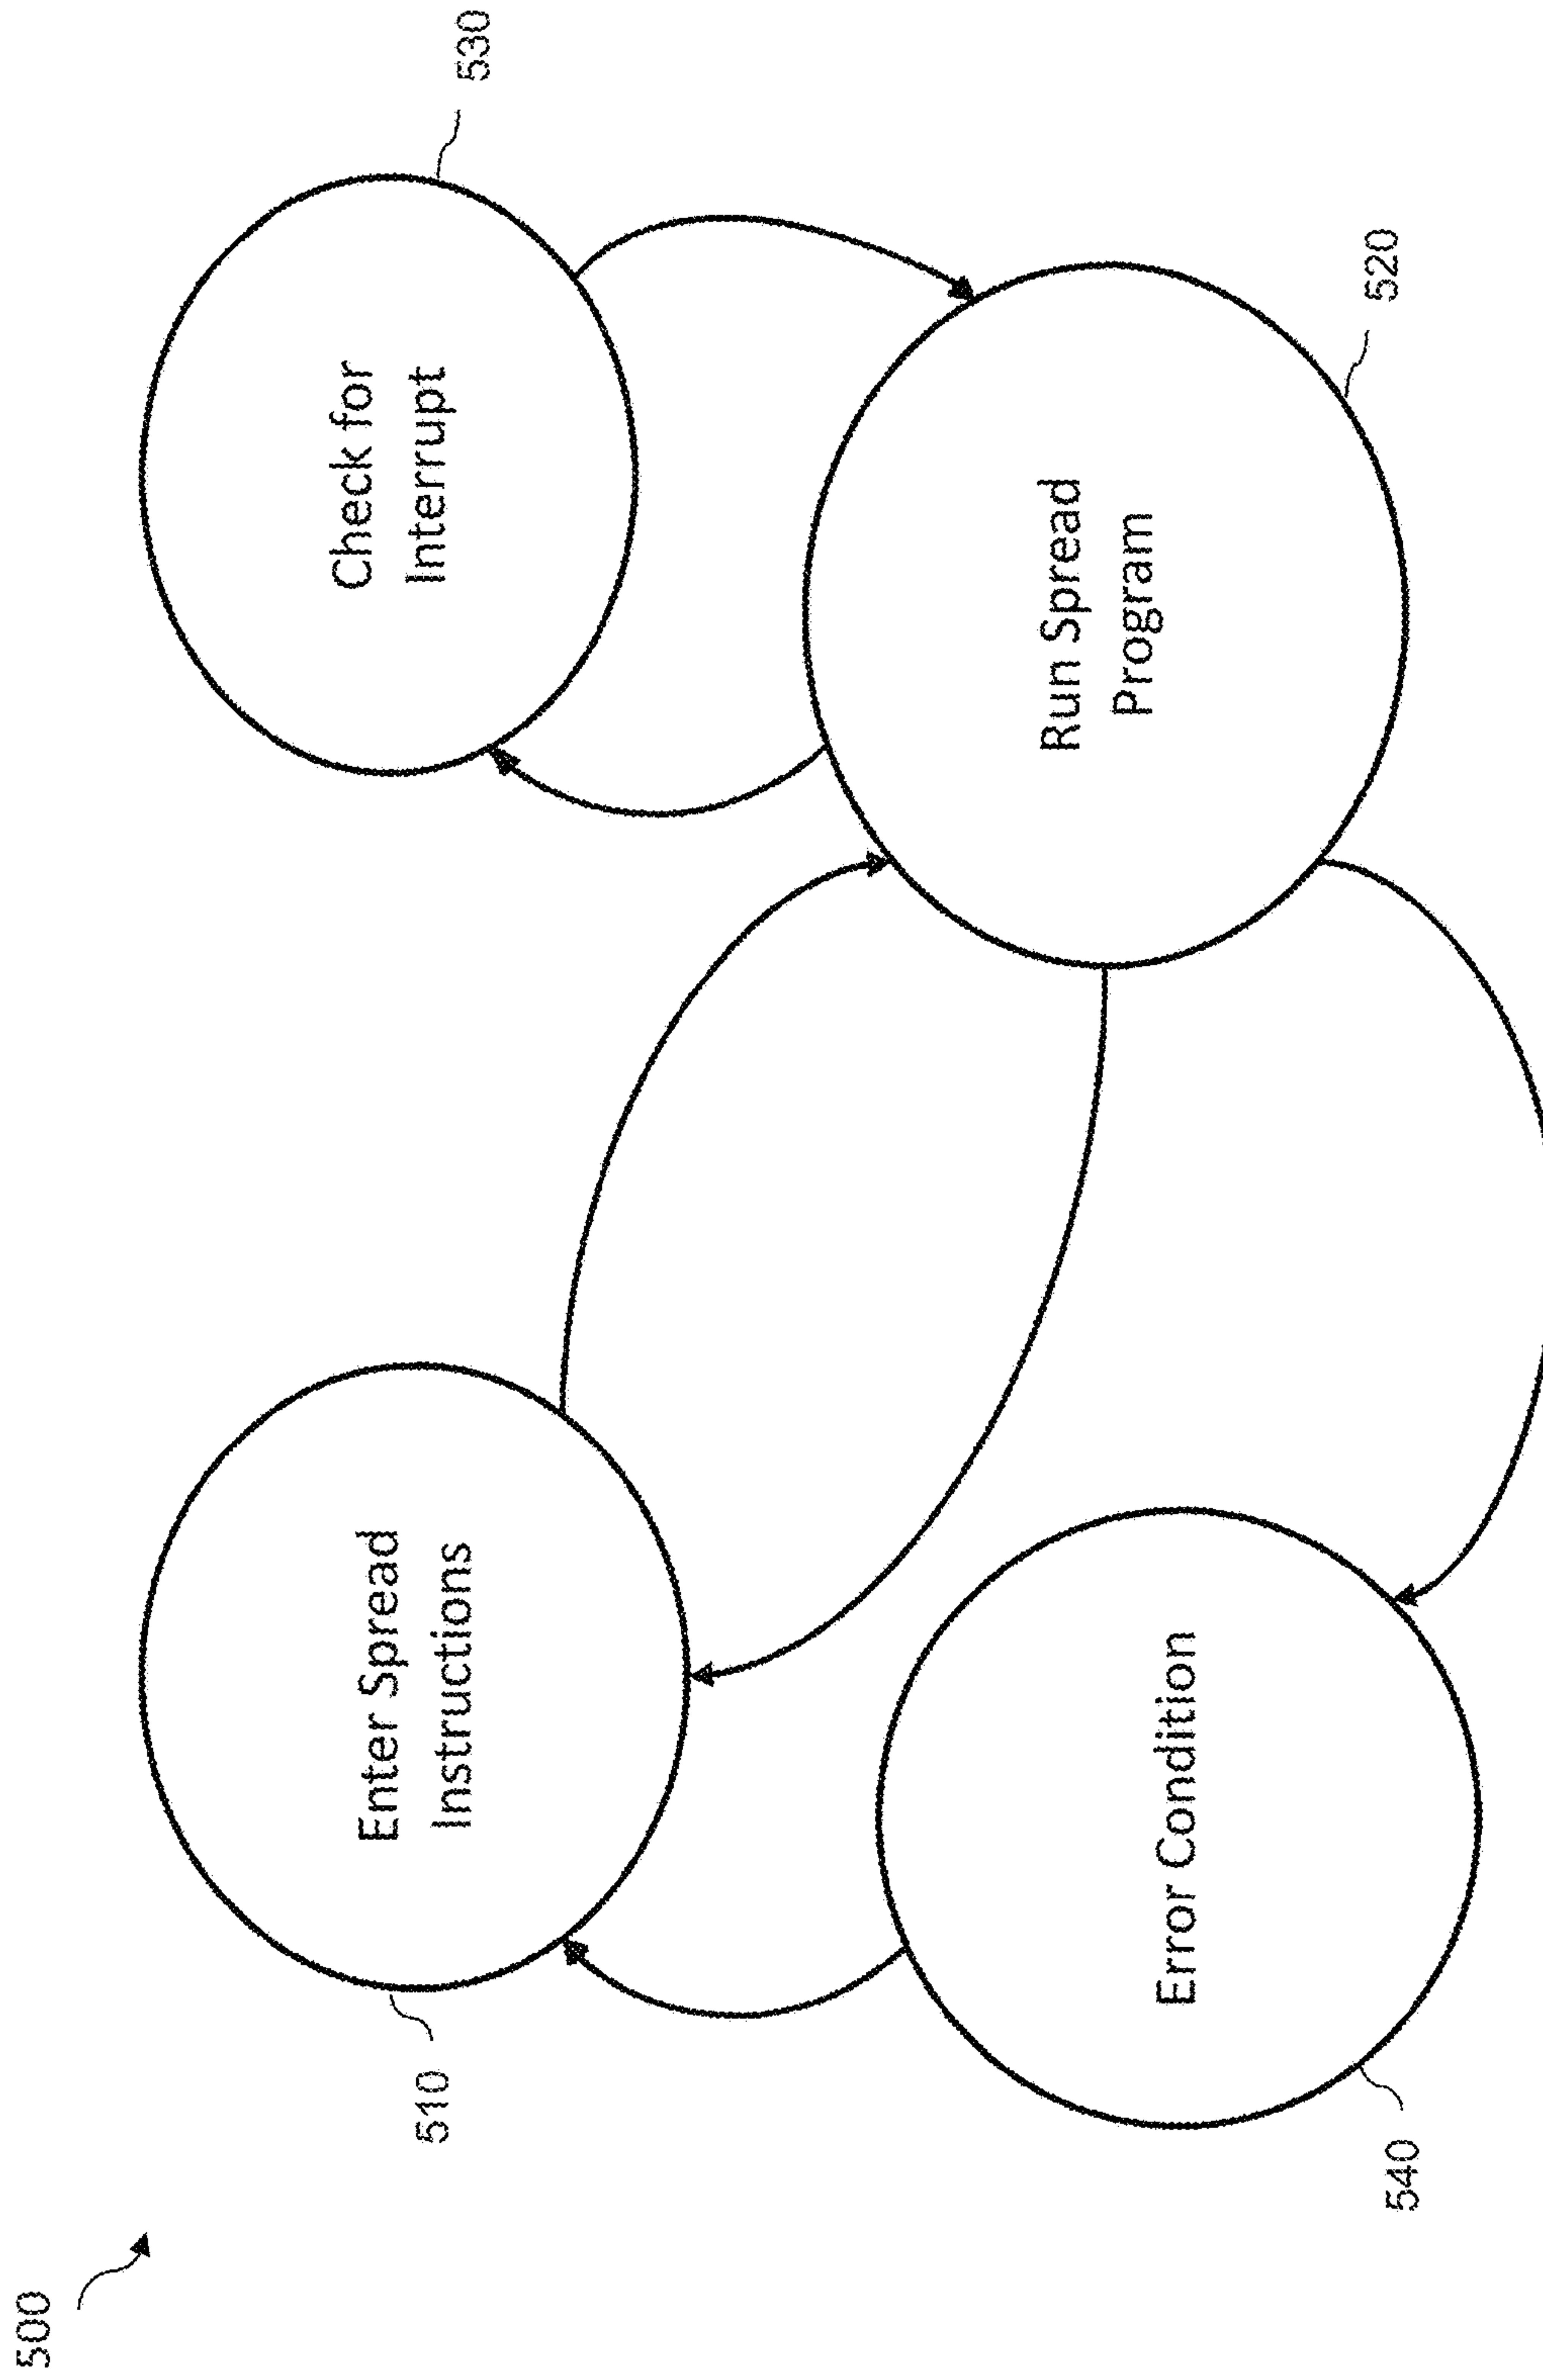 500
510
Enter Spread
Instructions
Check for
Interrupt
530
Run Spread
Program
520
Error Condition
540